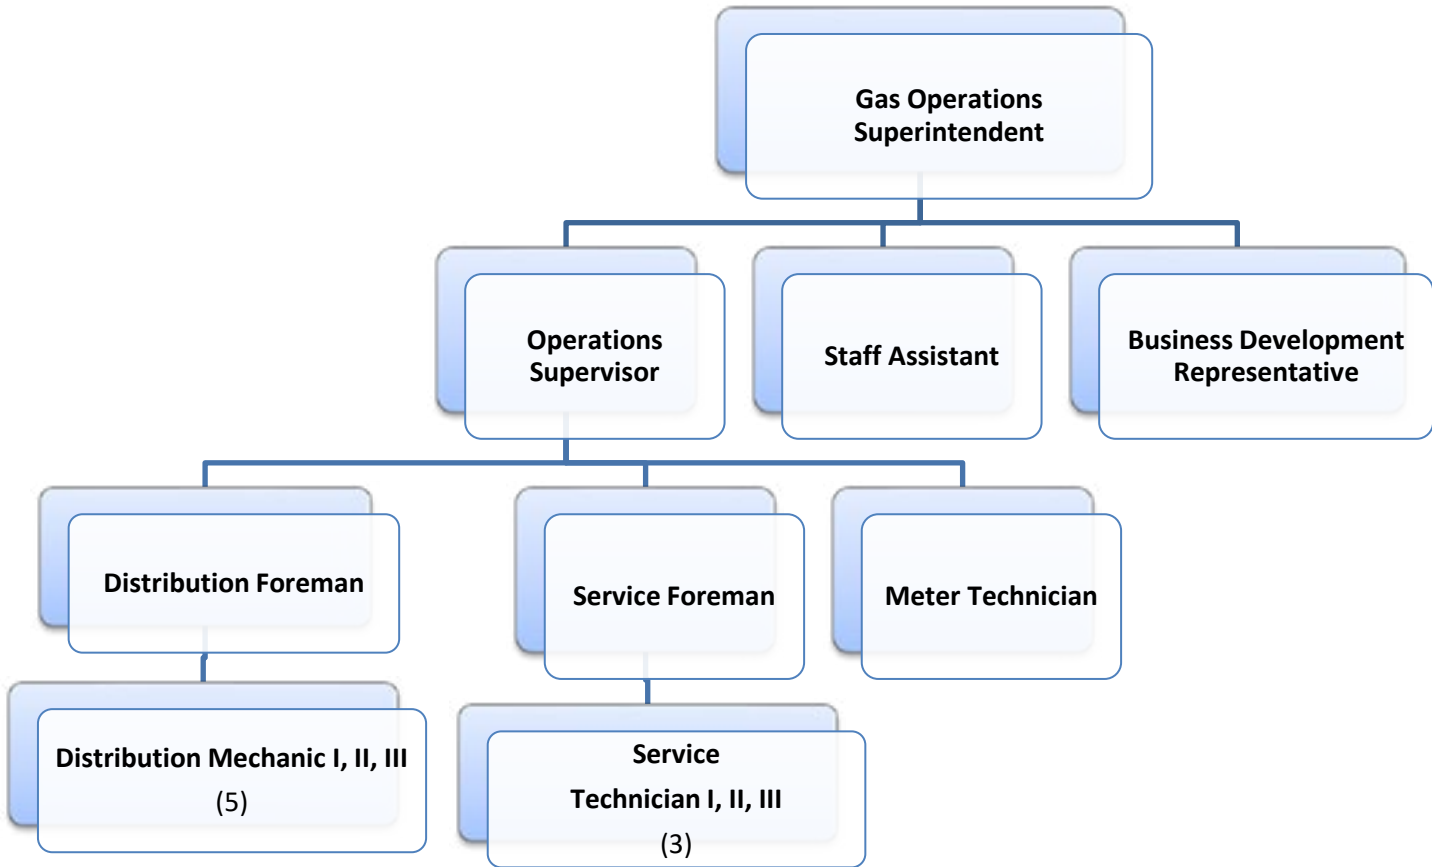 Gas Operations
Superintendent
Operations
Supervisor
Staff Assistant
Business Development
Representative
Distribution Foreman
Service Foreman
Meter Technician
Distribution Mechanic I, II, III
(5)
Service
Technician I, II, III
(3)